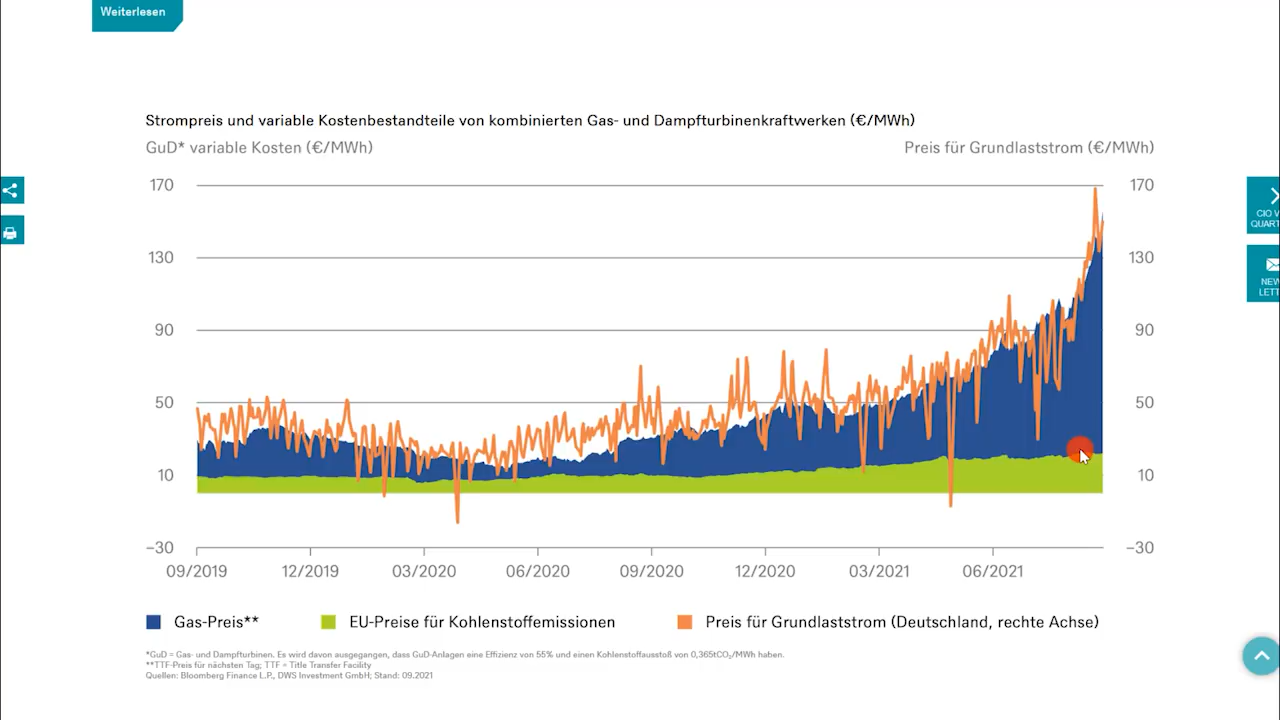 Weiterlesen
Strompreis und variable Kostenbestandteile von kombinierten Gas- und Dampfturbinenkraftwerken (€/MWh)
GuD* variable Kosten (€/MWh) Preis für Grundlaststrom (€/MWh)
170 170
130 130
90 90
50 50
10 10
−30 −30
09/2019 12/2019 03/2020 06/2020 09/2020 12/2020 03/2021 06/2021
Gas-Preis** EU-Preise für Kohlenstoffemissionen Preis für Grundlaststrom (Deutschland, rechte Achse)
*GuD = Gas- und Dampfturbinen. Es wird davon ausgegangen, dass GuD-Anlagen eine Effizienz von 55% und einen Kohlenstoffausstoß von 0,365tCO₂/MWh haben.
**TTF-Preis für nächsten Tag; TTF = Title Transfer Facility
Quellen: Bloomberg Finance L.P., DWS Investment GmbH; Stand: 09.2021
CIO V
QUART
NEW
LETT